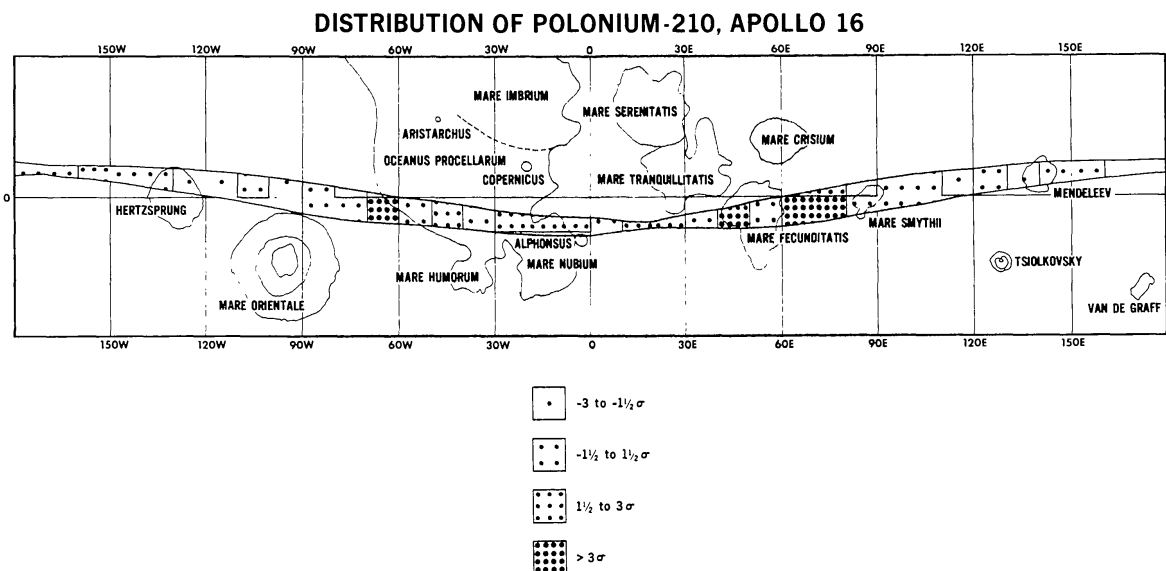 DISTRIBUTION OF POLONIUM-210, APOLLO 16
150W 120W 90W 60W 30W 0 30E 60E 90E 120E 150E
MARE IMBRIUM
MARE SERENITATIS
ARISTARCHUS
MARE CRISIUM
OCEANUS PROCELLARUM
COPERNICUS
MARE TRANQUILLITATIS
0
HERTZSPRUNG
MENDELEEV
MARE SMYTHII
ALPHONSUS
MARE FECUNDITATIS
MARE HUMORUM
MARE NUBIUM
TSIOLKOVSKY
MARE ORIENTALE
VAN DE GRAFF
150W 120W 90W 60W 30W 0 30E 60E 90E 120E 150E
-3 to -1½σ
-1½ to 1½σ
1½ to 3σ
> 3σ